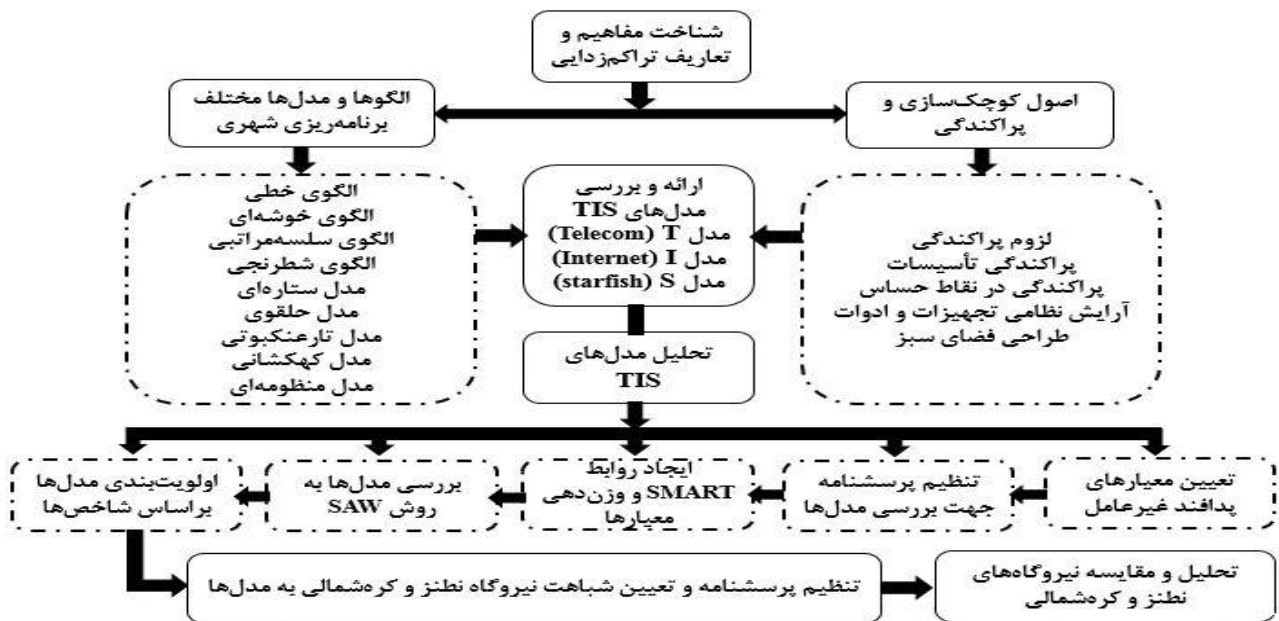 شناخت مفاهیم و
تعاریف تراکم‌زدایی
اصول کوچک‌سازی و
پراکندگی
الگوها و مدل‌ها مختلف
برنامه‌ریزی شهری
لزوم پراکندگی
پراکندگی تأسیسات
پراکندگی در نقاط حساس
آرایش نظامی تجهیزات و ادوات
طراحی فضای سبز
ارائه و بررسی
مدل‌های TIS
مدل T (Telecom)
مدل I (Internet)
مدل S (starfish)
الگوی خطی
الگوی خوشه‌ای
الگوی سلسه‌مراتبی
الگوی شطرنجی
مدل ستاره‌ای
مدل حلقوی
مدل تارعنکبوتی
مدل کهکشانی
مدل منظومه‌ای
تحلیل مدل‌های
TIS
تعیین معیارهای
پدافند غیرعامل
تنظیم پرسشنامه
جهت بررسی مدل‌ها
ایجاد روابط
SMART و وزن‌دهی
معیارها
بررسی مدل‌ها به
روش SAW
اولویت‌بندی مدل‌ها
براساس شاخص‌ها
تنظیم پرسشنامه و تعیین شباهت نیروگاه نطنز و کره‌شمالی به مدل‌ها
تحلیل و مقایسه نیروگاه‌های
نطنز و کره‌شمالی